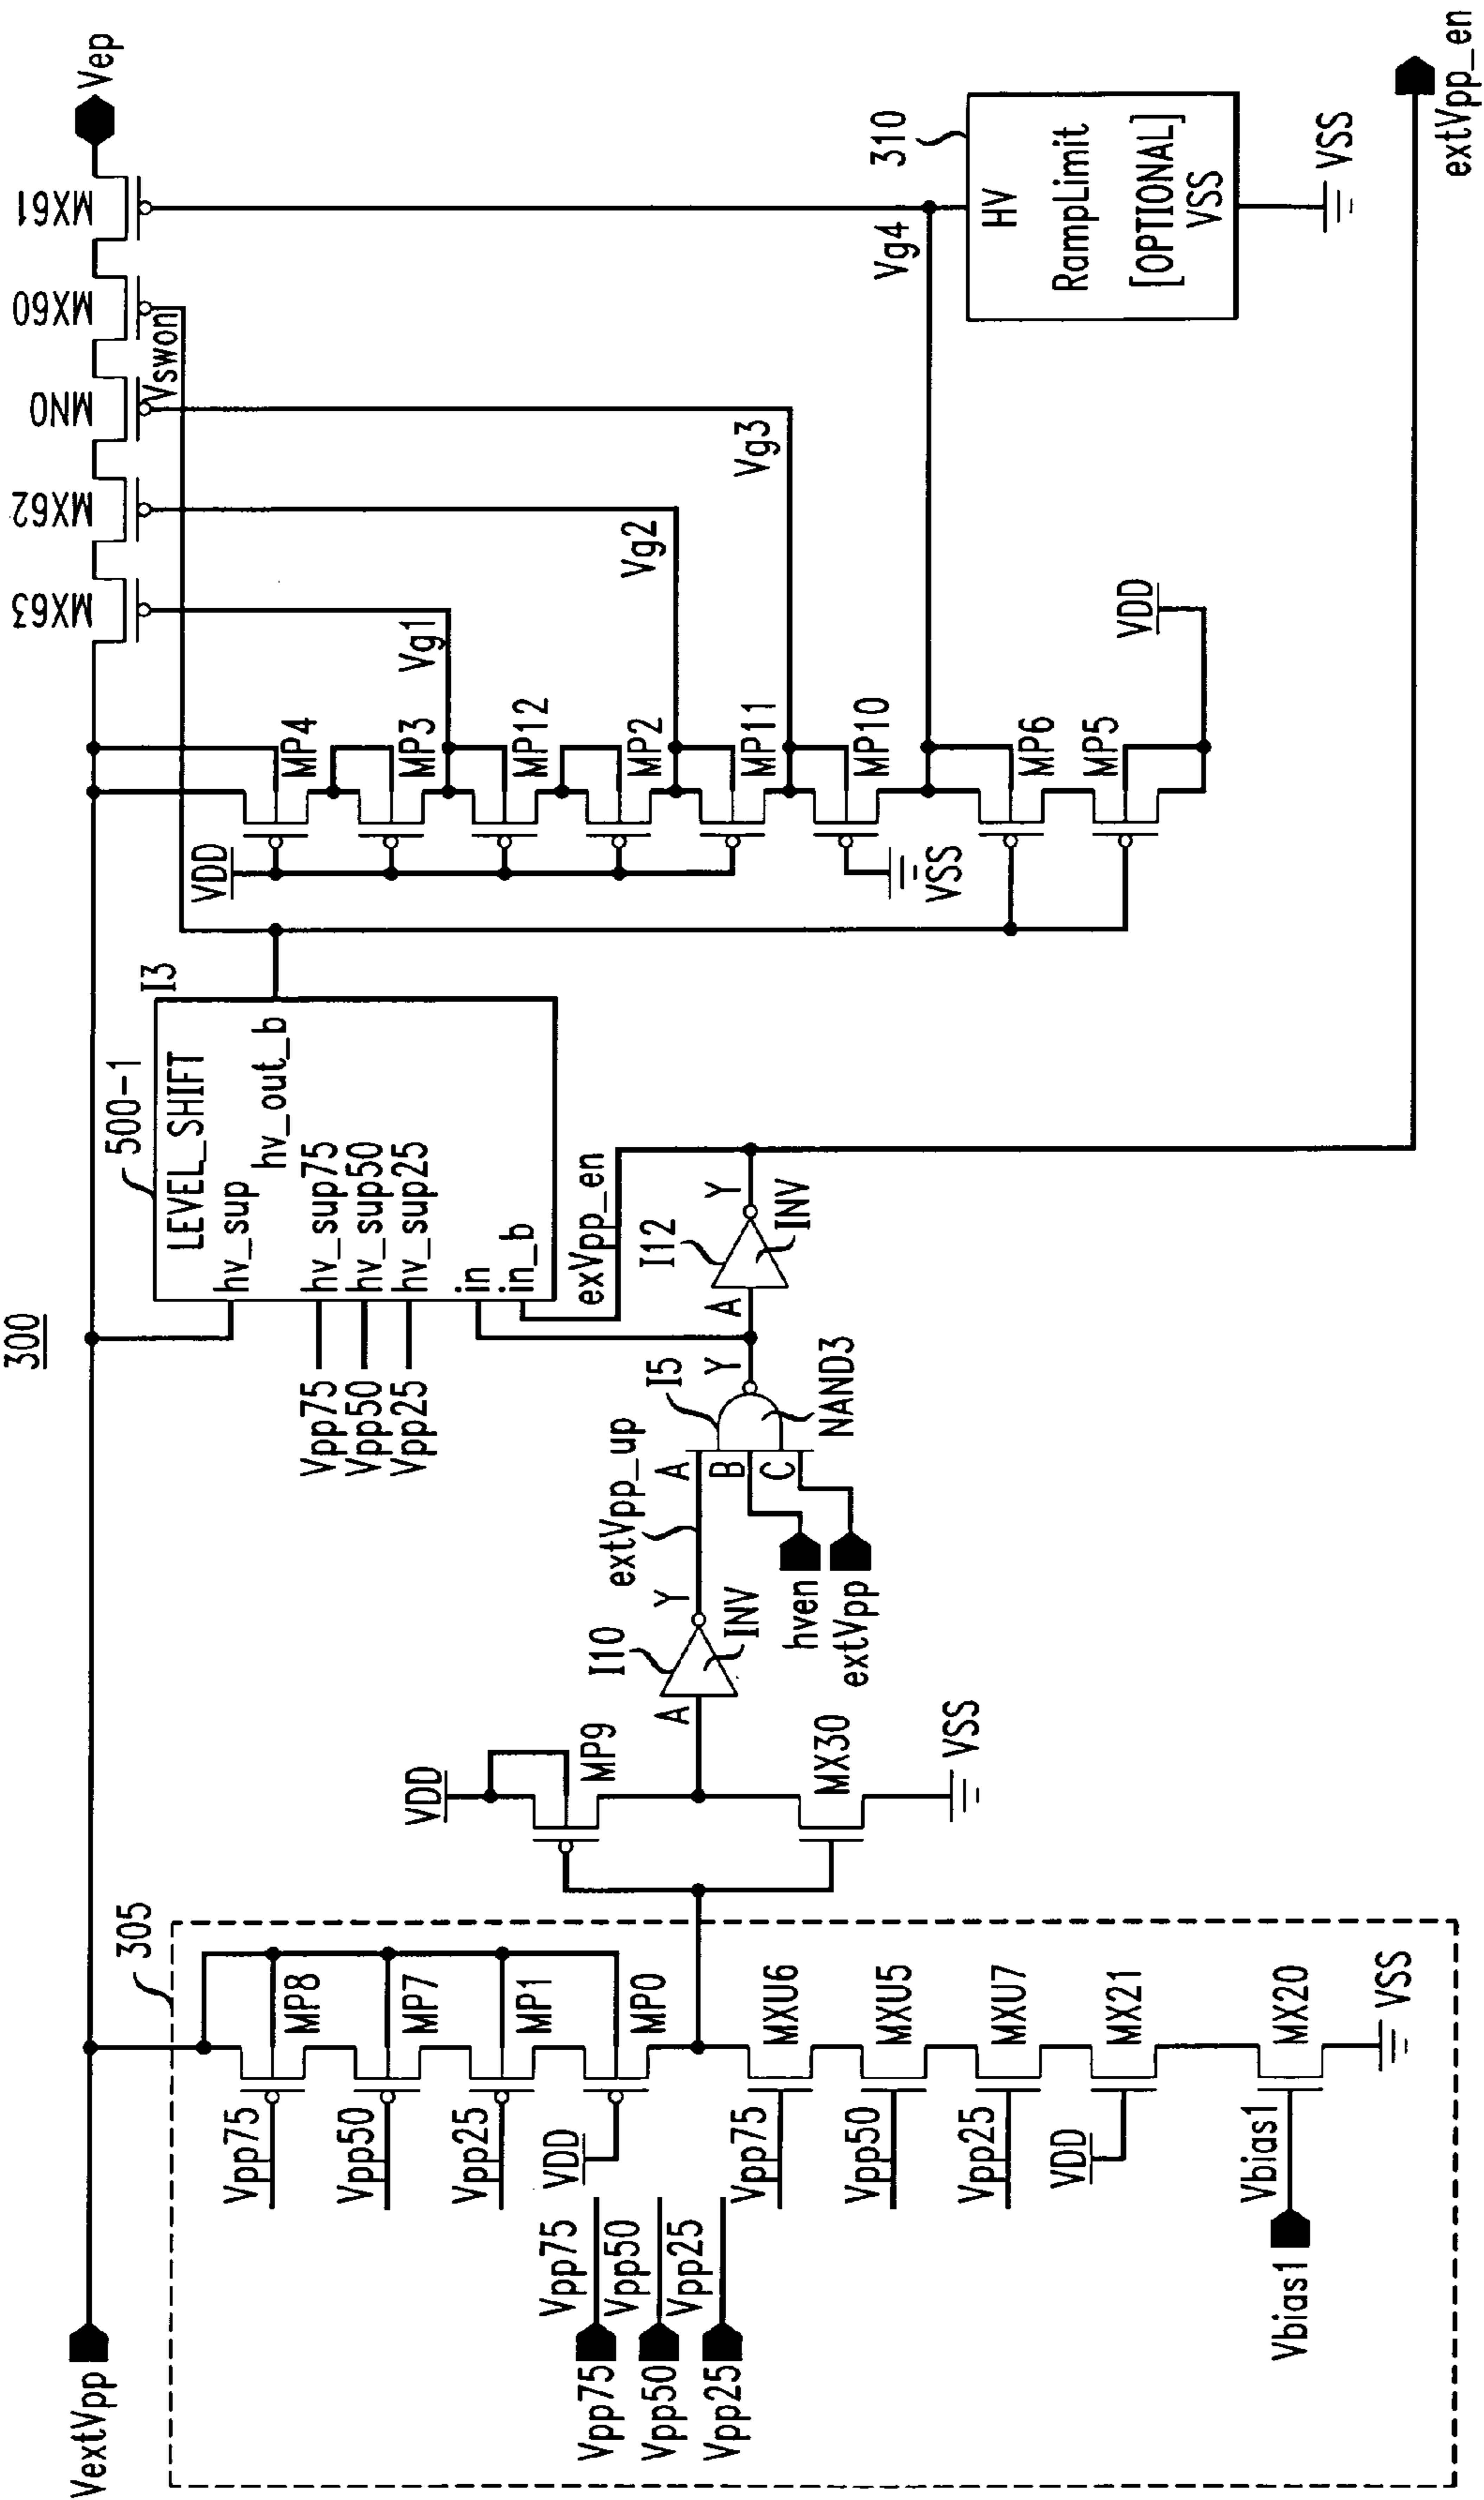 300
VextVpp
305
Vpp75
MP8
Vpp50
MP7
Vpp25
MP1
VDD
MP0
Vpp75
Vpp75
Vpp50
Vpp50
Vpp25
Vpp25
Vpp75
MXU6
Vpp50
MXU5
Vpp25
MXU7
VDD
MX21
Vbias1
Vbias1
MX20
VSS
VDD
MP9
MX30
VSS
A
I10
Y
INV
extVpp_up
hven
extVpp
A
B
C
I5
Y
NAND3
A
I12
Y
INV
exVpp_en
Vpp75
Vpp50
Vpp25
500-1
I3
LEVEL_SHIFT
hv_sup
hv_out_b
hv_sup75
hv_sup50
hv_sup25
in
in_b
VDD
MP4
MP3
MP12
MP2
MP11
MP10
VSS
MP6
MP5
VDD
Vg1
Vg2
Vg3
Vg4
Vswon
MX63
MX62
MN0
MX60
MX61
Vep
310
HV
RampLimit
[OPTIONAL]
VSS
VSS
extVpp_en